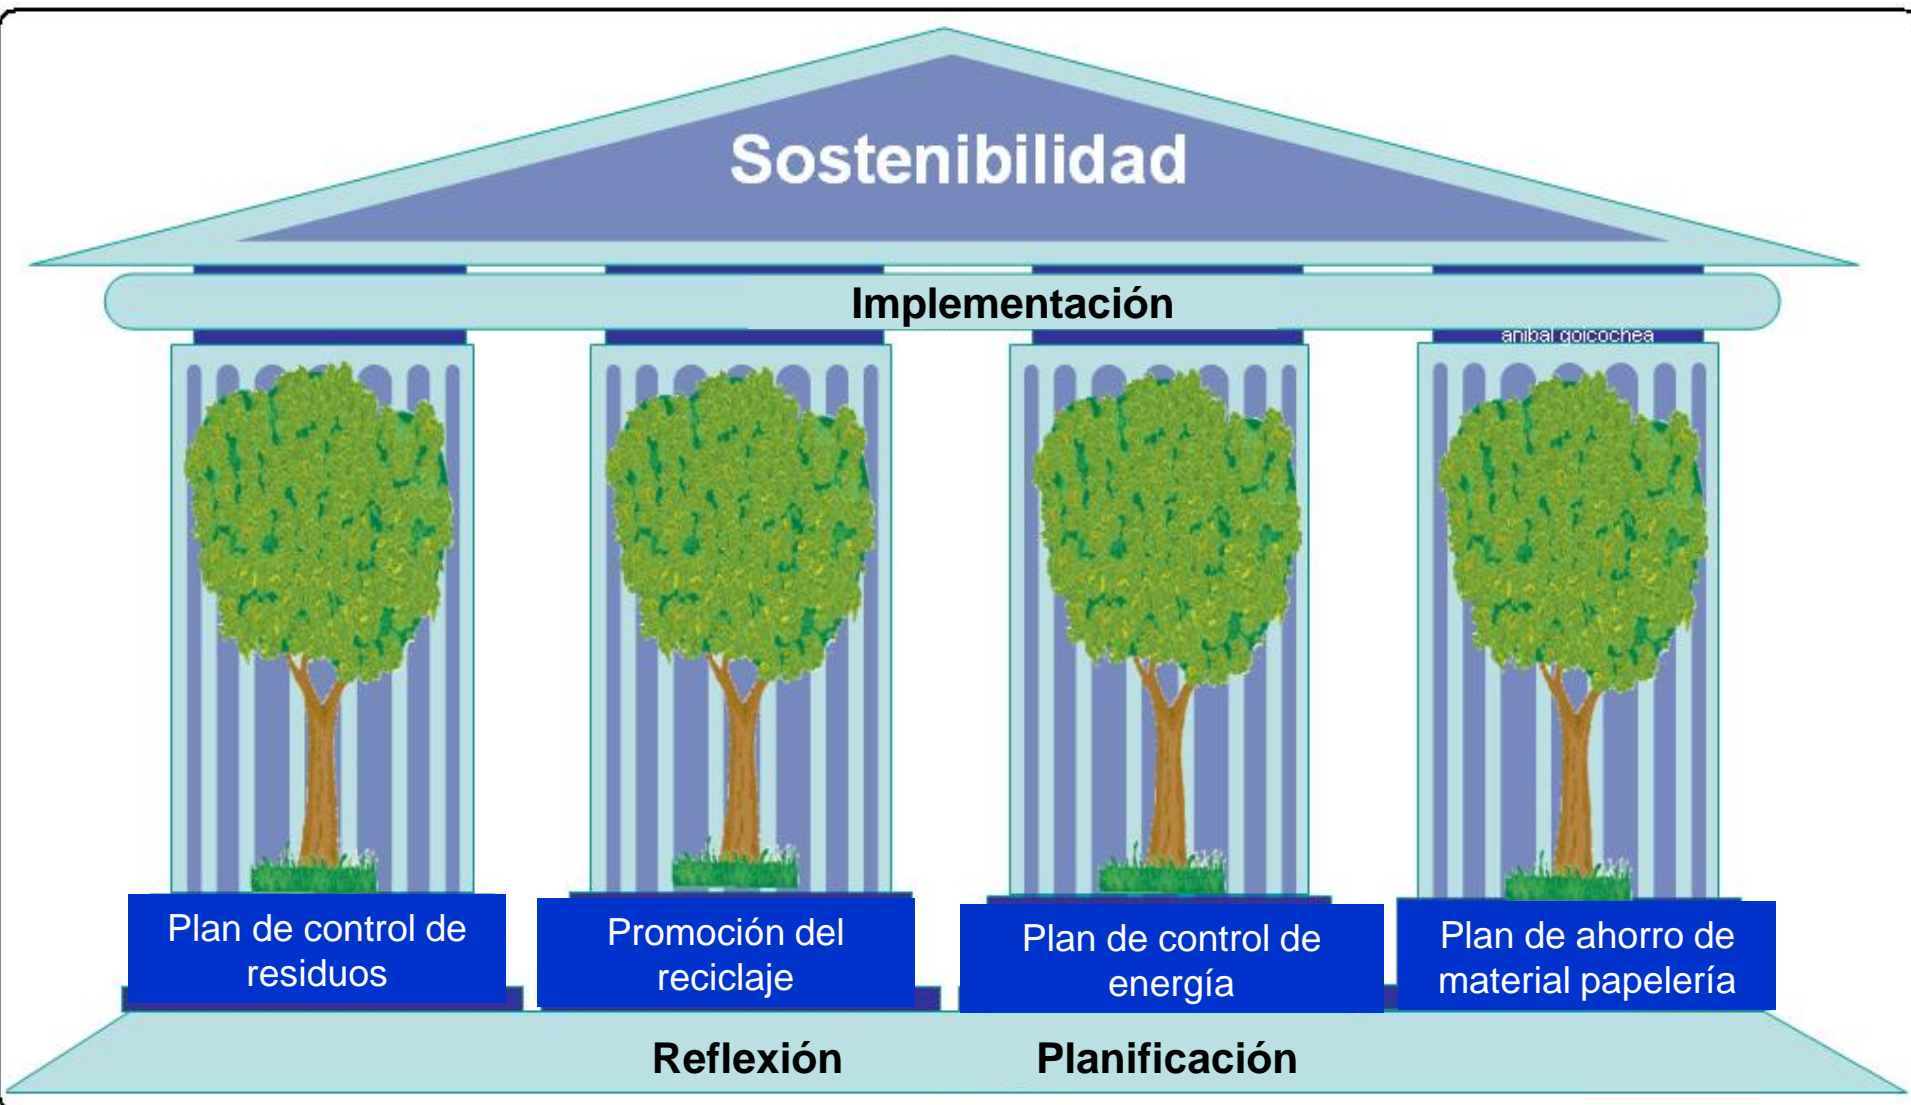 Sostenibilidad
Implementación
anibal goicochea
Plan de control de
residuos
Promoción del
reciclaje
Plan de control de
energía
Plan de ahorro de
material papelería
Reflexión
Planificación